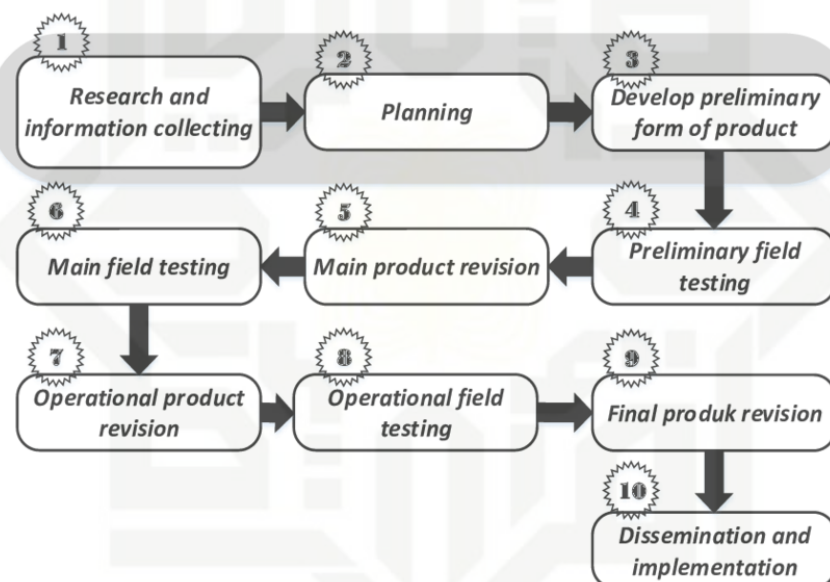 1
Research and
information collecting
2
Planning
3
Develop preliminary
form of product
4
Preliminary field
testing
5
Main product revision
6
Main field testing
7
Operational product
revision
8
Operational field
testing
9
Final produk revision
10
Dissemination and
implementation